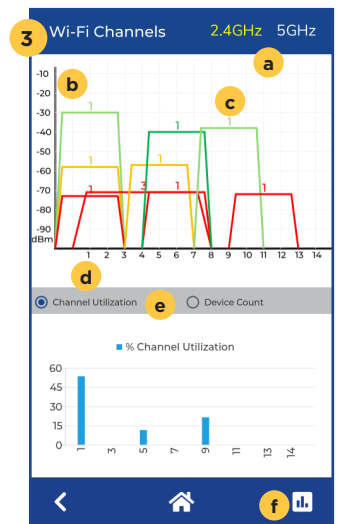 3 Wi-Fi Channels 2.4GHz 5GHz
a
-10
b
-20
c
-30 1 1
-40 1
-50
1 1
-60
-70 1 3 1 1
-80
-90
dBm
1 2 3 4 5 6 7 8 9 10 11 12 13 14
d
Channel Utilization e Device Count
% Channel Utilization
60
45
30
15
0
1 3 5 7 9 11 13 14
f